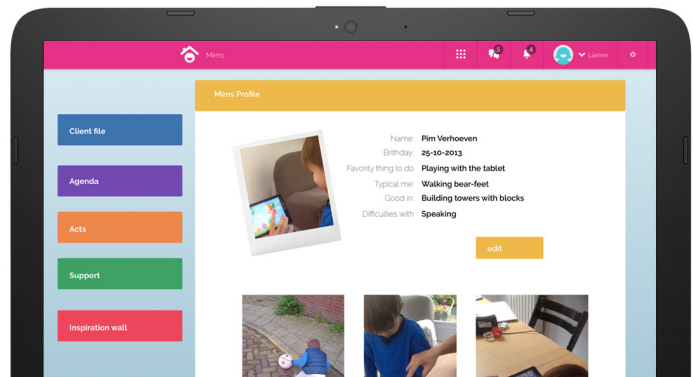 Mims
5
6
Lianne
Mims Profile
Client file
Agenda
Acts
Support
Inspiration wall
Name: Pim Verhoeven
Birthday: 25-10-2013
Favority thing to do Playing with the tablet
Typical me: Walking bear-feet
Good in: Building towers with blocks
Difficulties with Speaking
edit